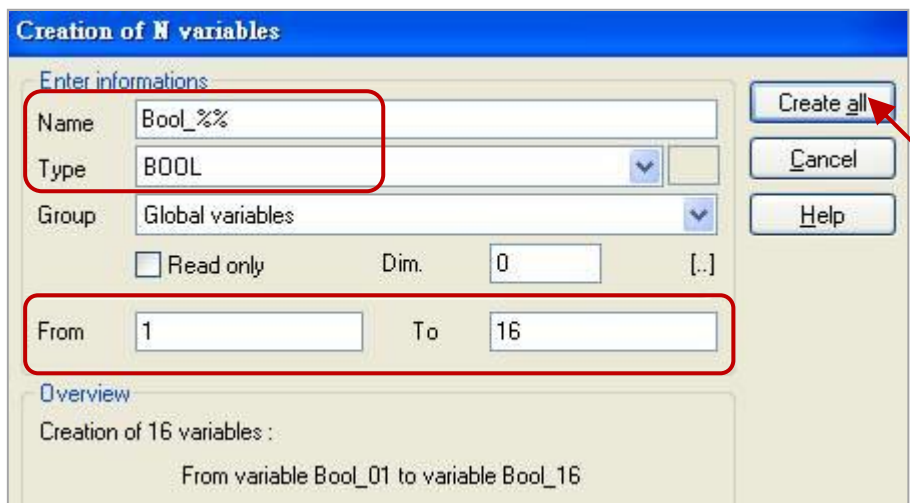 Creation of N variables
Enter informations
Name Bool_%% Create all
Type BOOL Cancel
Group Global variables Help
Read only Dim. 0 [..]
From 1 To 16
Overview
Creation of 16 variables :
From variable Bool_01 to variable Bool_16